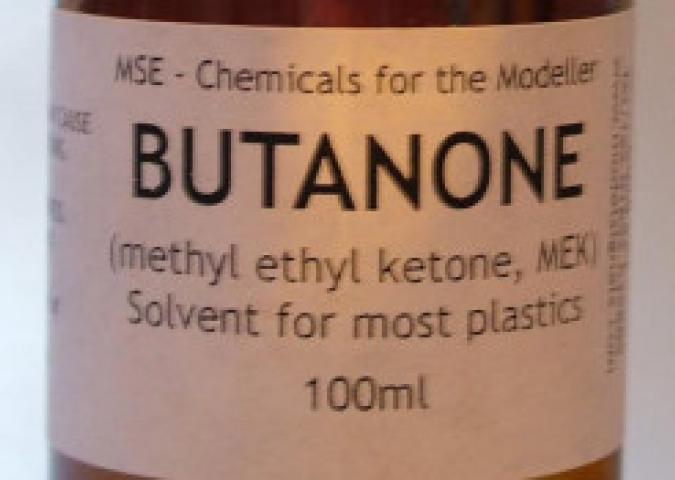 MSE - Chemicals for the Modeller
BUTANONE
(methyl ethyl ketone, MEK)
Solvent for most plastics
100ml